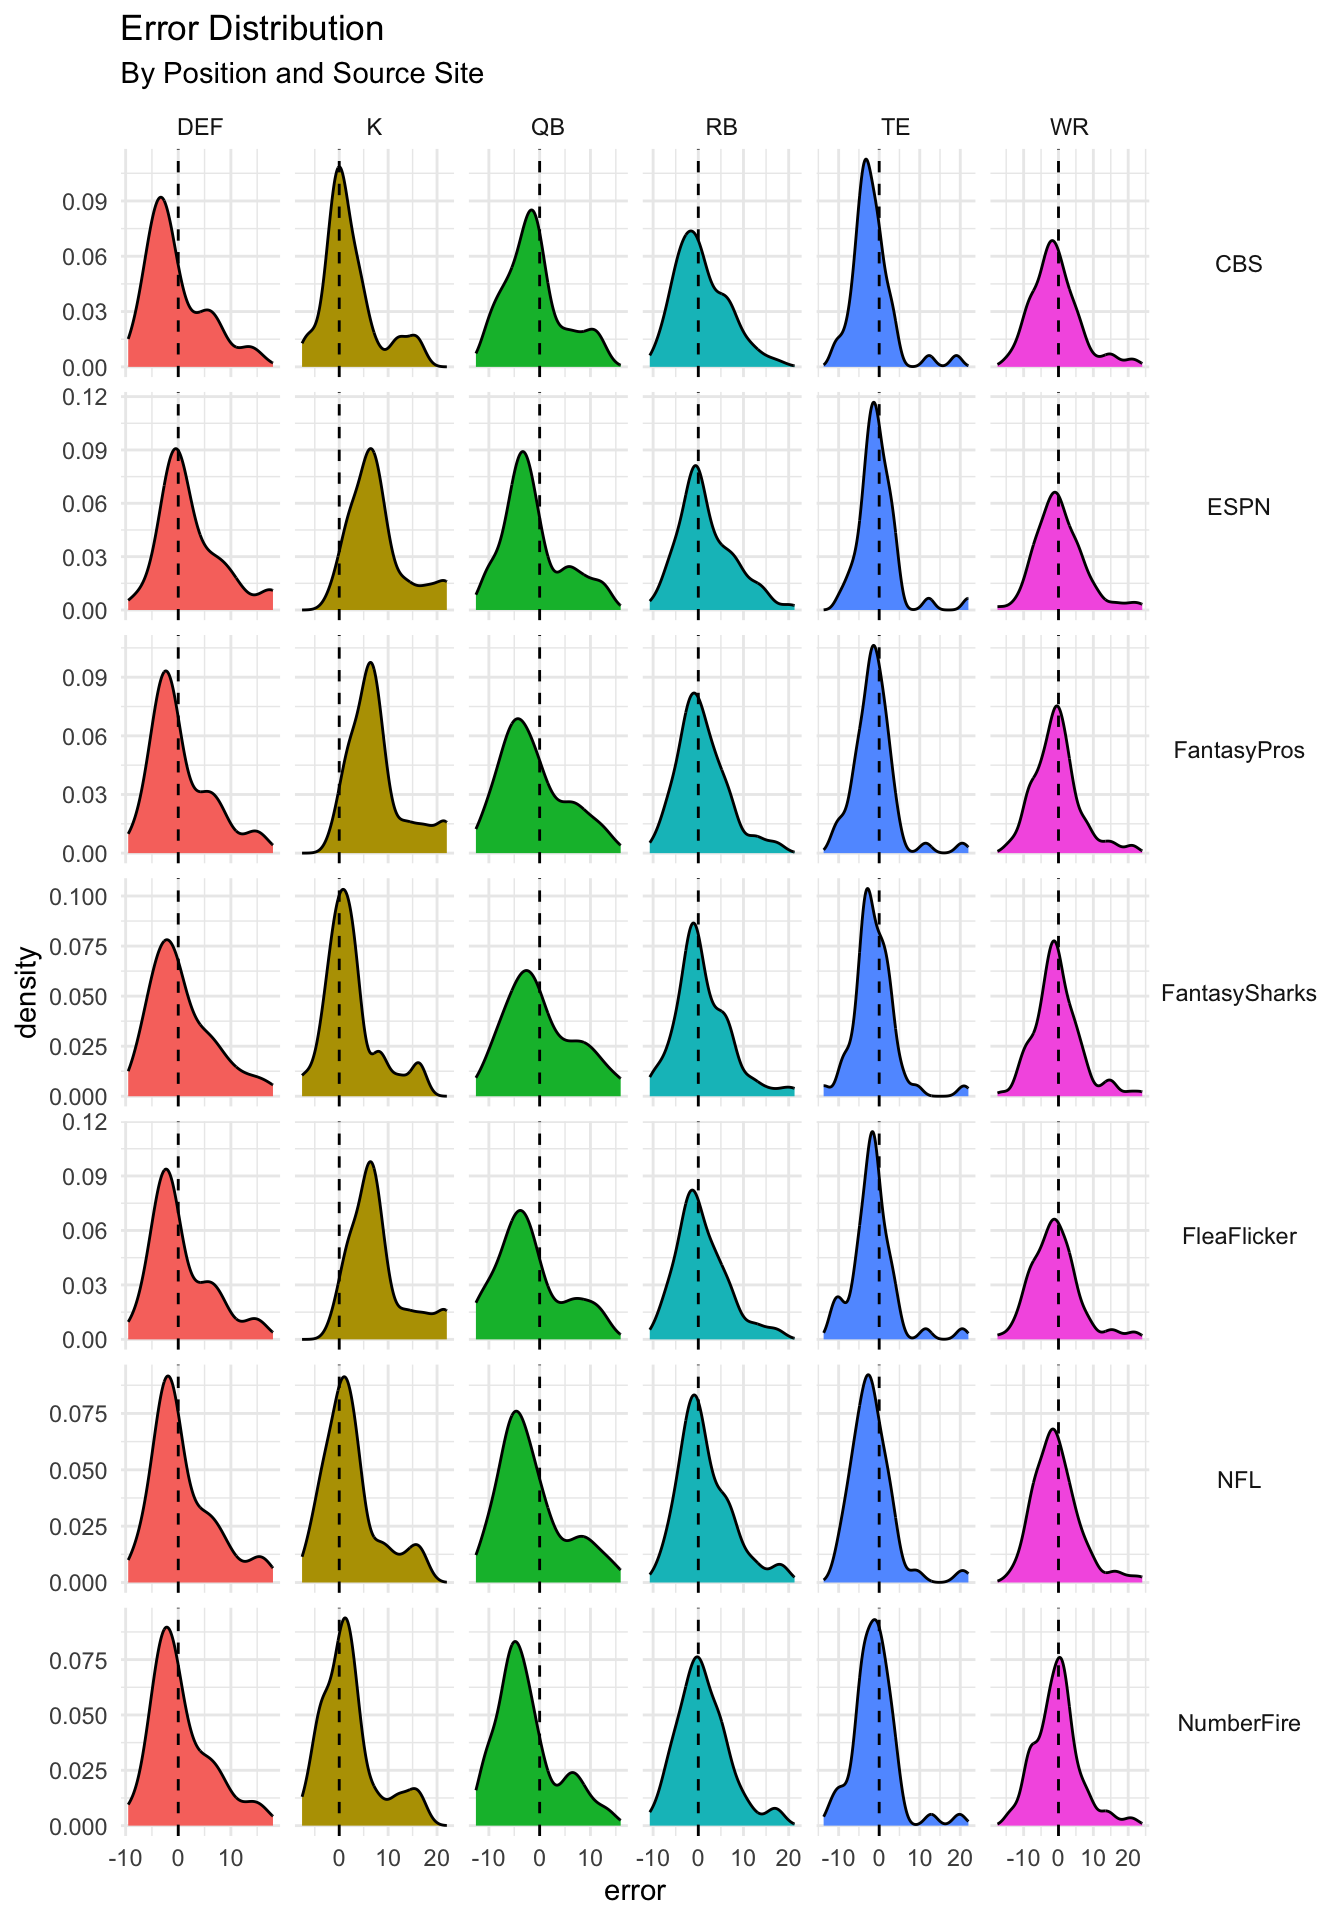 Error Distribution
By Position and Source Site
DEF K QB RB TE WR
0.09
0.06
0.03
0.00
CBS
0.12
0.09
0.06
0.03
0.00
ESPN
0.09
0.06
0.03
0.00
FantasyPros
0.100
0.075
0.050
0.025
0.000
FantasySharks
density
0.12
0.09
0.06
0.03
0.00
FleaFlicker
0.075
0.050
0.025
0.000
NFL
0.075
0.050
0.025
0.000
NumberFire
-10 0 10 0 10 20 -10 0 10 -10 0 10 20 -10 0 10 20 -10 0 10 20
error